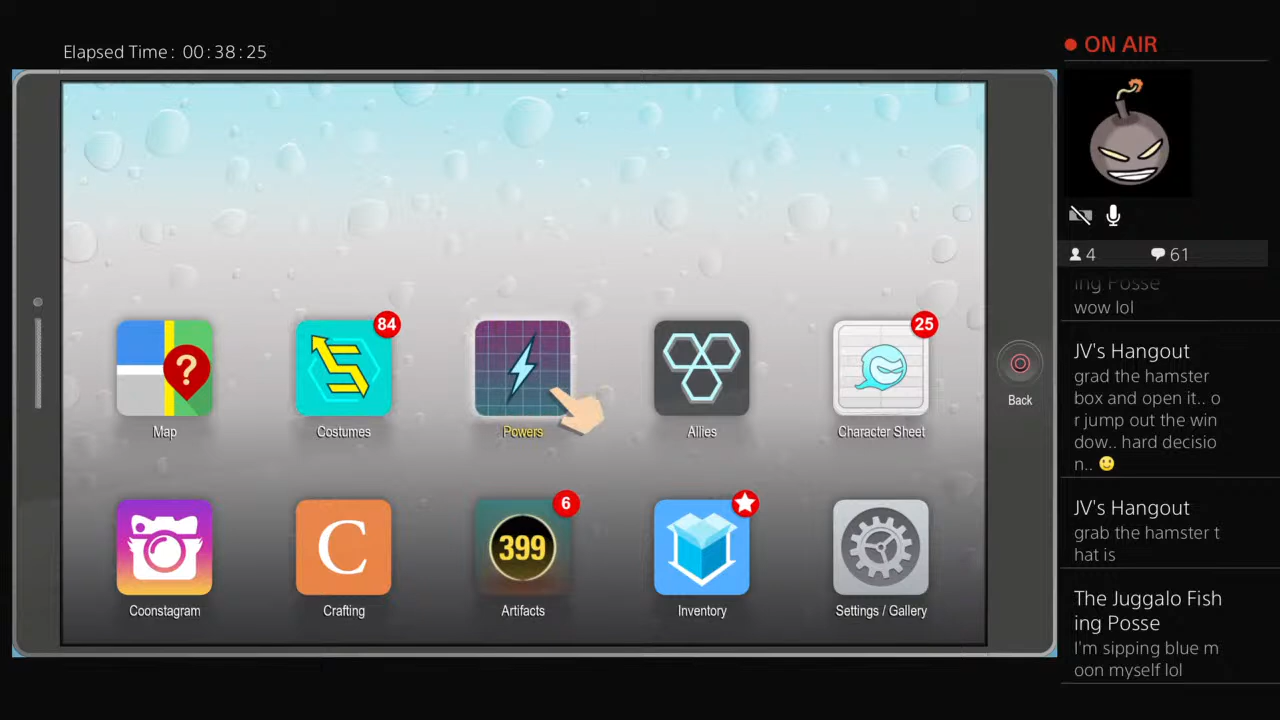 Elapsed Time: 00:38:25
ON AIR
4
61
ing Posse
wow lol
JV's Hangout
grad the hamster
box and open it.. o
r jump out the win
dow.. hard decisio
n..
JV's Hangout
grab the hamster t
hat is
The Juggalo Fish
ing Posse
I'm sipping blue m
oon myself lol
84
25
?
Map
Costumes
Powers
Allies
Character Sheet
Back
6
C
399
Coonstagram
Crafting
Artifacts
Inventory
Settings / Gallery